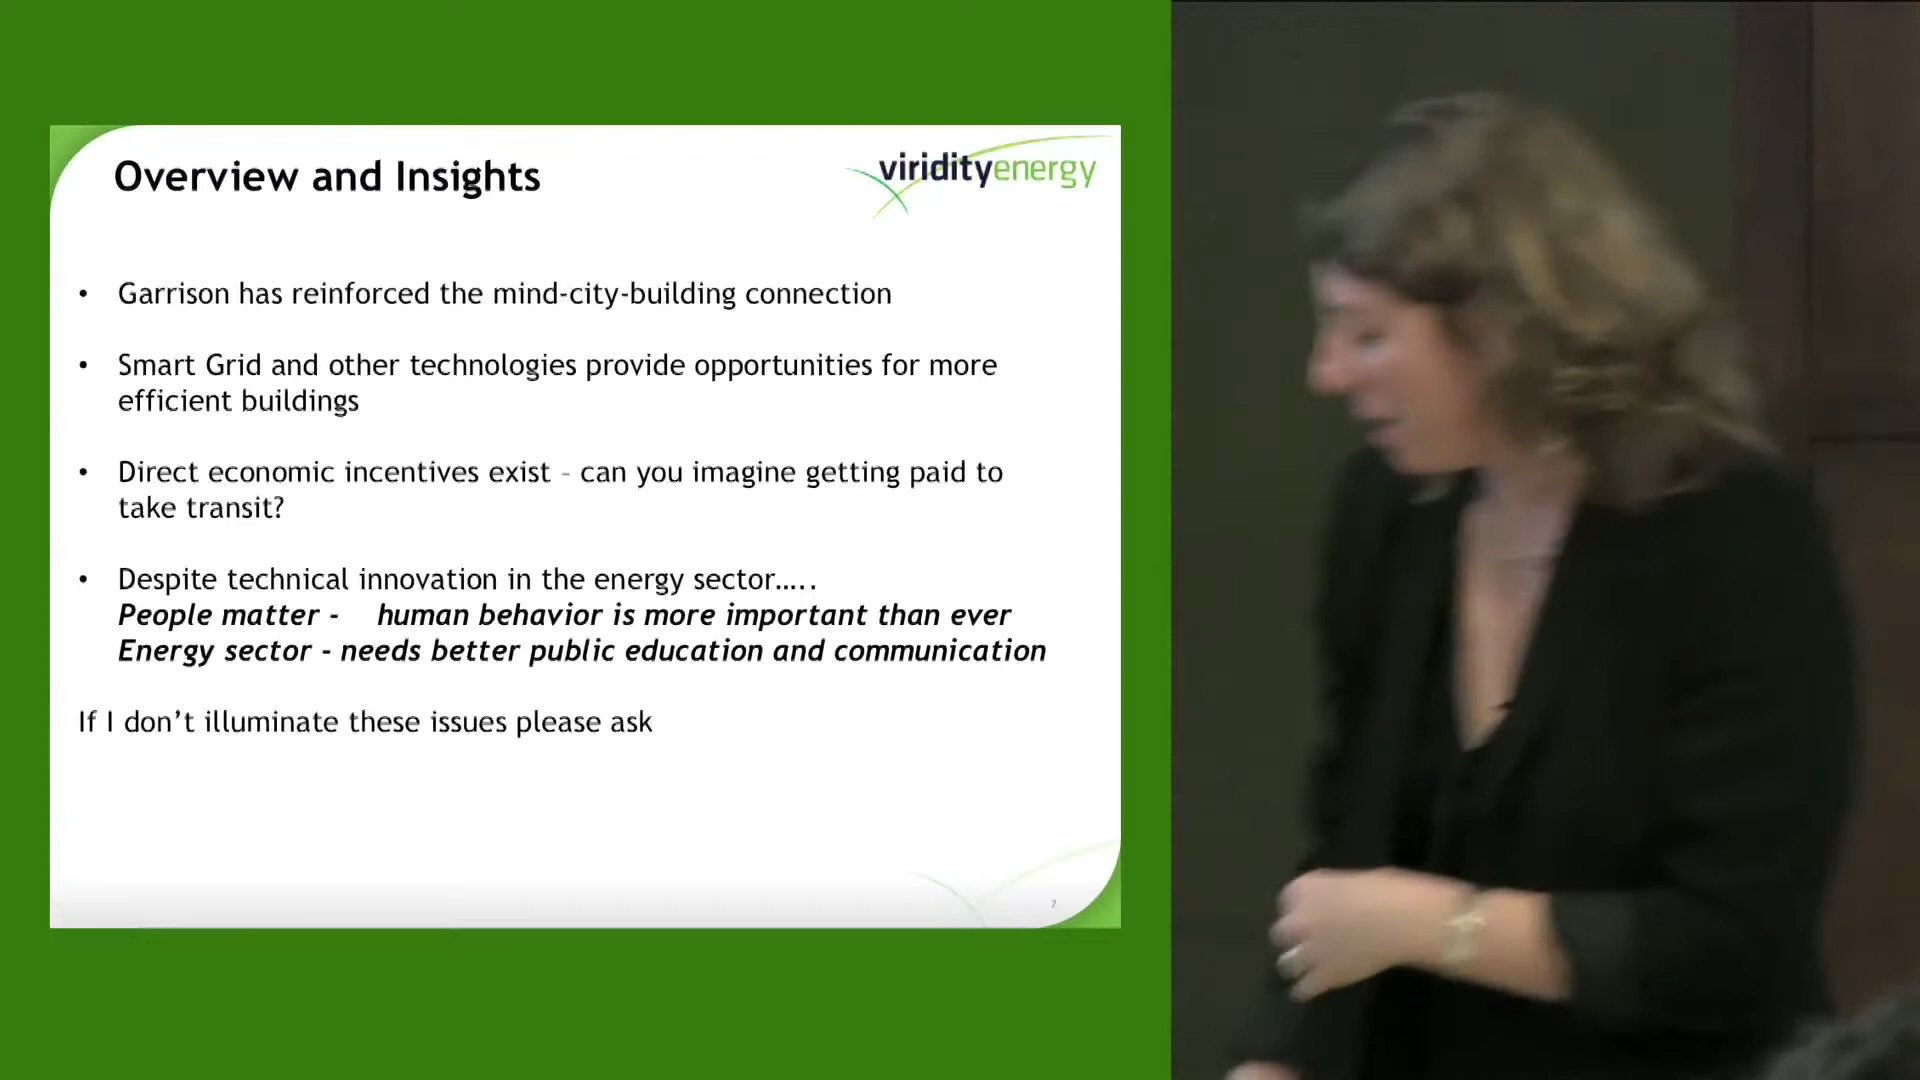 Overview and Insights
viridityenergy
• Garrison has reinforced the mind-city-building connection
• Smart Grid and other technologies provide opportunities for more
efficient buildings
• Direct economic incentives exist – can you imagine getting paid to
take transit?
• Despite technical innovation in the energy sector.....
People matter - human behavior is more important than ever
Energy sector - needs better public education and communication
If I don’t illuminate these issues please ask
7